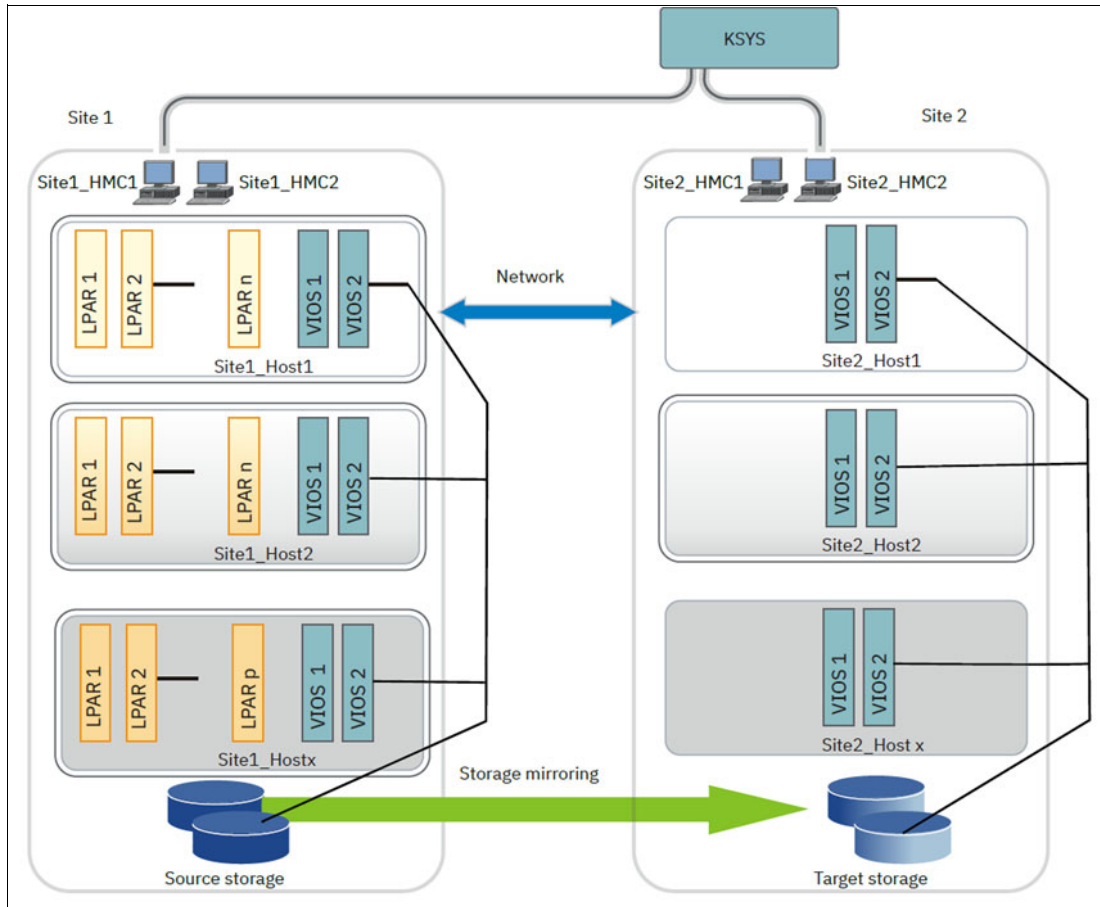 KSYS
Site 1
Site 2
Site1_HMC1
Site1_HMC2
Site2_HMC1
Site2_HMC2
LPAR 1
LPAR 2
LPAR n
VIOS 1
VIOS 2
Site1_Host1
Network
VIOS 1
VIOS 2
Site2_Host1
LPAR 1
LPAR 2
LPAR n
VIOS 1
VIOS 2
Site1_Host2
VIOS 1
VIOS 2
Site2_Host2
LPAR 1
LPAR 2
LPAR p
VIOS 1
VIOS 2
Site1_Hostx
VIOS 1
VIOS 2
Site2_Host x
Storage mirroring
Source storage
Target storage